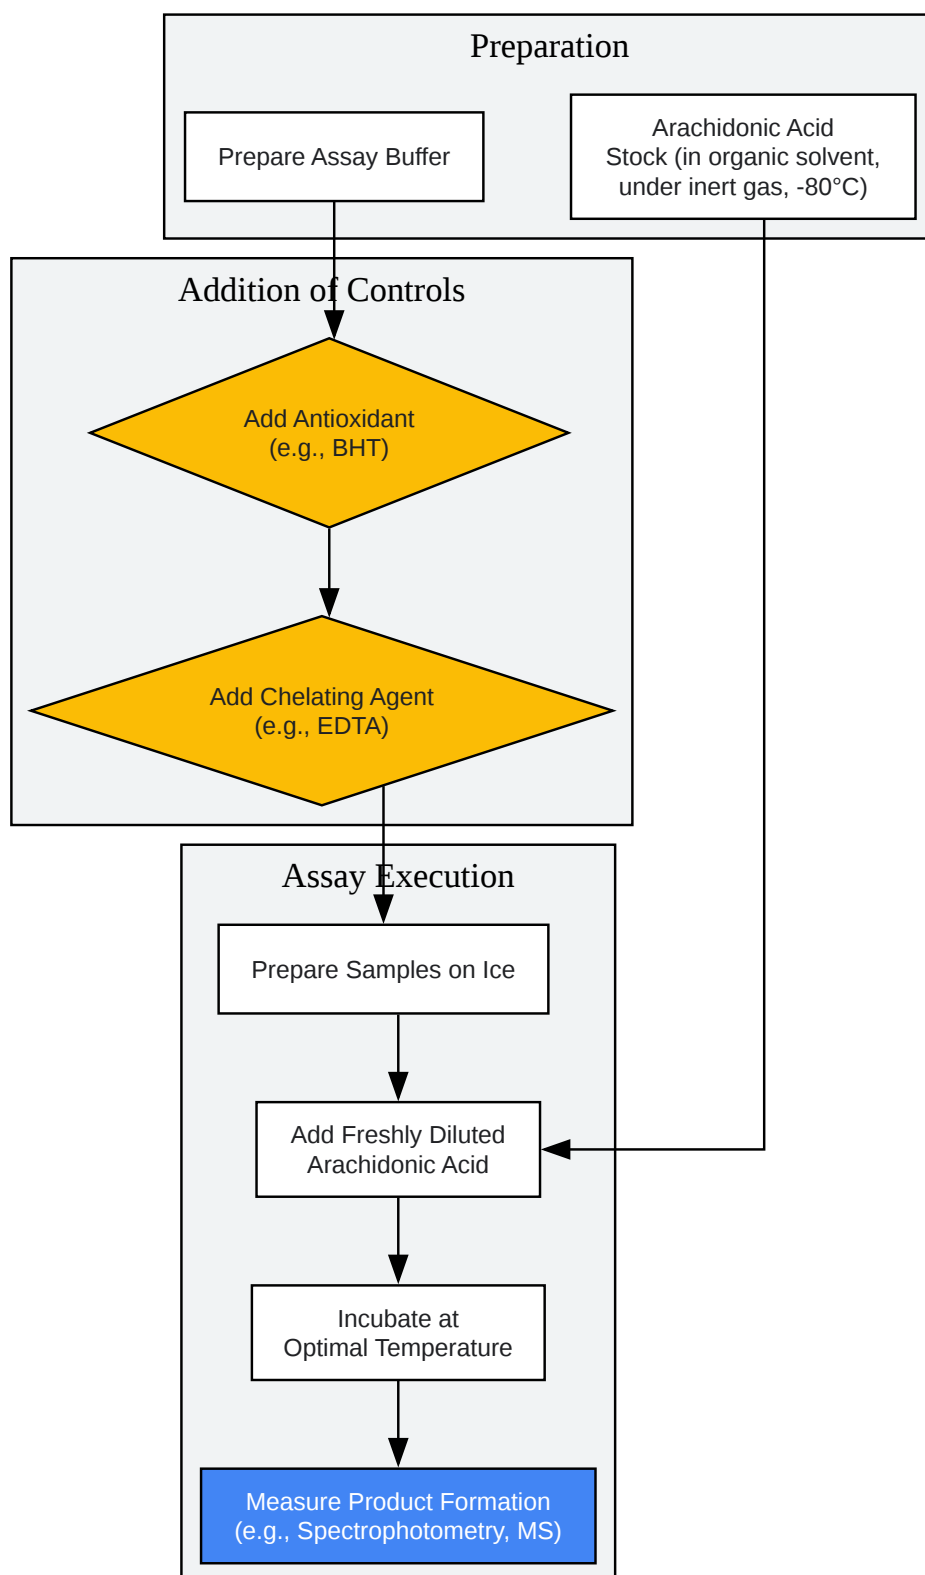 Preparation
Prepare Assay Buffer
Arachidonic Acid
Stock (in organic solvent,
under inert gas, -80°C)
Addition of Controls
Add Antioxidant
(e.g., BHT)
Add Chelating Agent
(e.g., EDTA)
Assay Execution
Prepare Samples on Ice
Add Freshly Diluted
Arachidonic Acid
Incubate at
Optimal Temperature
Measure Product Formation
(e.g., Spectrophotometry, MS)